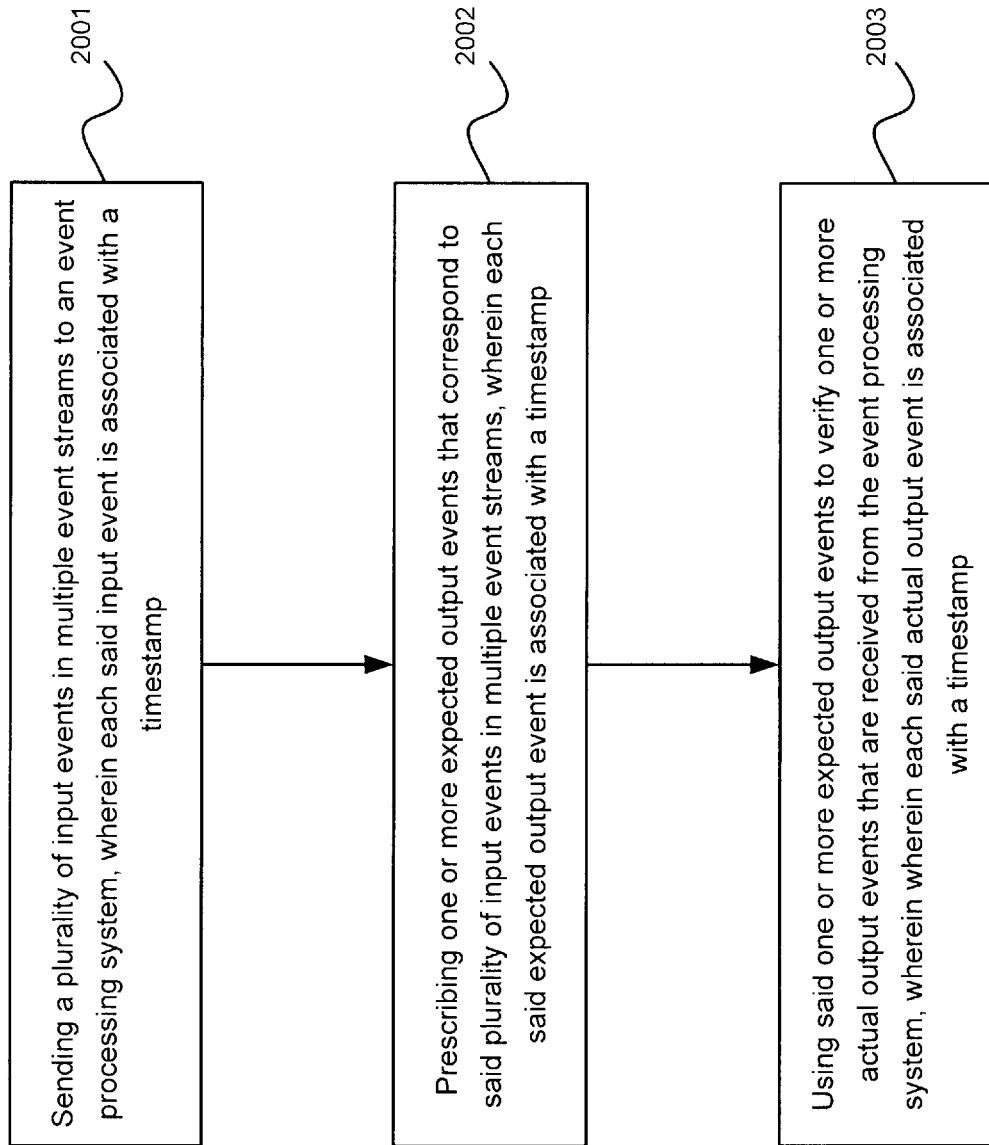 Sending a plurality of input events in multiple event streams to an event
processing system, wherein each said input event is associated with a
timestamp
2001
Prescribing one or more expected output events that correspond to
said plurality of input events in multiple event streams, wherein each
said expected output event is associated with a timestamp
2002
Using said one or more expected output events to verify one or more
actual output events that are received from the event processing
system, wherein wherein each said actual output event is associated
with a timestamp
2003